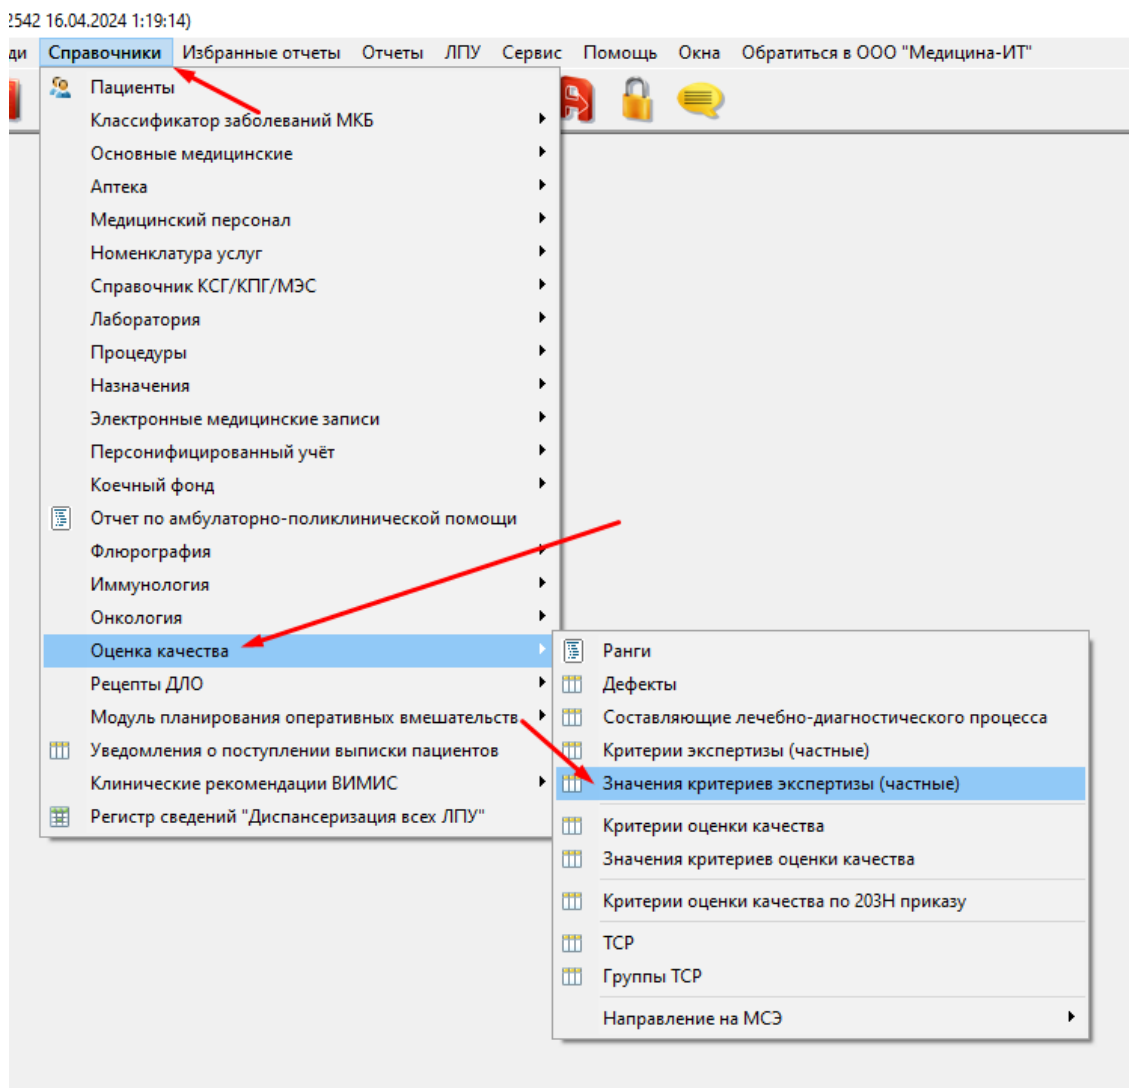 2542 16.04.2024 1:19:14)
ди Справочники Избранные отчеты Отчеты ЛПУ Сервис Помощь Окна Обратиться в ООО "Медицина-ИТ"
Пациенты
Классификатор заболеваний МКБ
Основные медицинские
Аптека
Медицинский персонал
Номенклатура услуг
Справочник КСГ/КПГ/МЭС
Лаборатория
Процедуры
Назначения
Электронные медицинские записи
Персонифицированный учёт
Коечный фонд
Отчет по амбулаторно-поликлинической помощи
Флюрография
Иммунология
Онкология
Оценка качества
Рецепты ДЛО
Модуль планирования оперативных вмешательств
Уведомления о поступлении выписки пациентов
Клинические рекомендации ВИМИС
Регистр сведений "Диспансеризация всех ЛПУ"
Ранги
Дефекты
Составляющие лечебно-диагностического процесса
Критерии экспертизы (частные)
Значения критериев экспертизы (частные)
Критерии оценки качества
Значения критериев оценки качества
Критерии оценки качества по 203Н приказу
ТСР
Группы ТСР
Направление на МСЭ